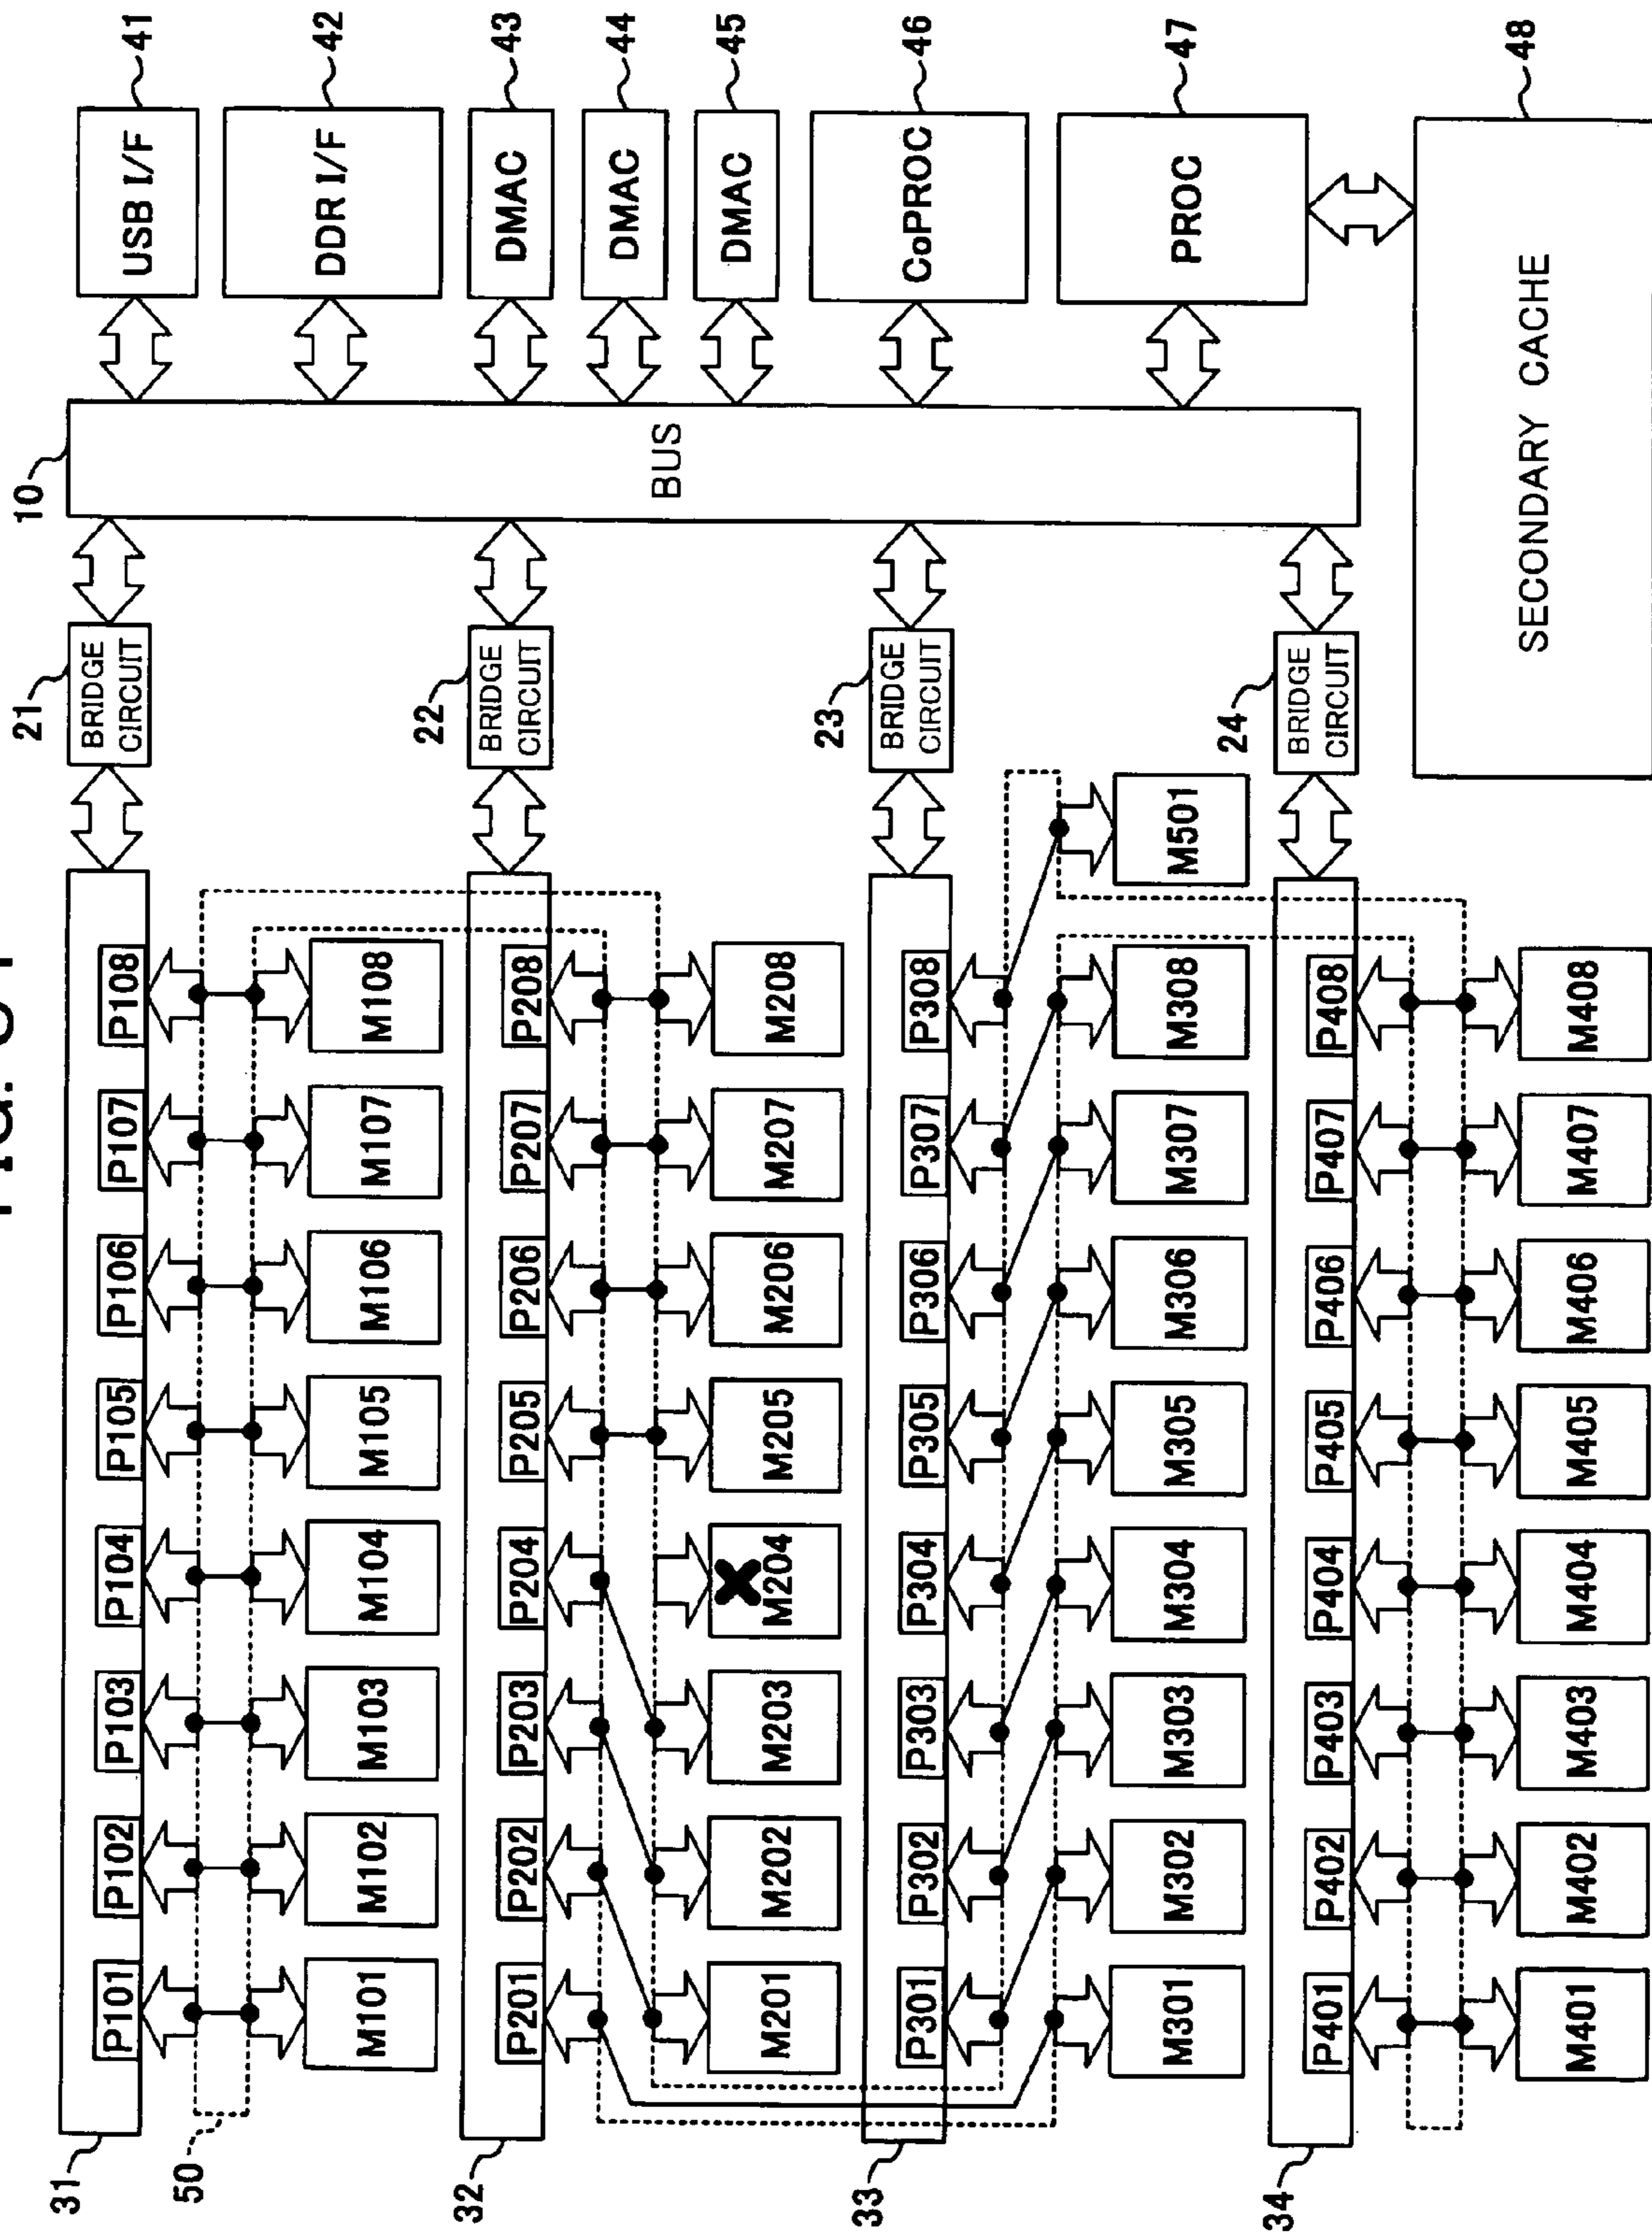 41
42
43
44
45
46
47
48
USB I/F
DDR I/F
DMAC
DMAC
DMAC
CoPROC
PROC
SECONDARY CACHE
10
BUS
21
BRIDGE
CIRCUIT
22
BRIDGE
CIRCUIT
23
BRIDGE
CIRCUIT
24
BRIDGE
CIRCUIT
31
P101 P102 P103 P104 P105 P106 P107 P108
50
M101 M102 M103 M104 M105 M106 M107 M108
32
P201 P202 P203 P204 P205 P206 P207 P208
M201 M202 M203 M204 M205 M206 M207 M208
33
P301 P302 P303 P304 P305 P306 P307 P308
M301 M302 M303 M304 M305 M306 M307 M308 M501
34
P401 P402 P403 P404 P405 P406 P407 P408
M401 M402 M403 M404 M405 M406 M407 M408